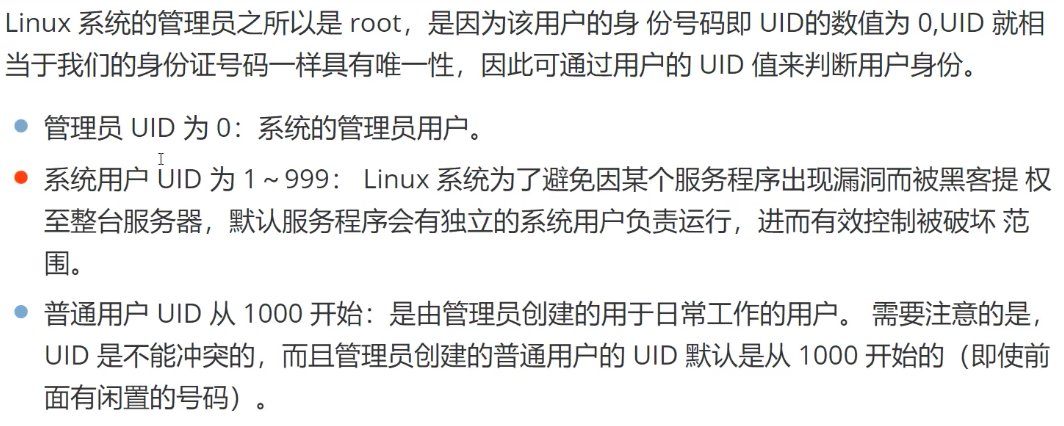 Linux 系统的管理员之所以是 root，是因为该用户的身 份号码即 UID的数值为 0,UID 就相
当于我们的身份证号码一样具有唯一性，因此可通过用户的 UID 值来判断用户身份。
管理员 UID 为 0：系统的管理员用户。
系统用户 UID 为 1～999： Linux 系统为了避免因某个服务程序出现漏洞而被黑客提 权
至整台服务器，默认服务程序会有独立的系统用户负责运行，进而有效控制被破坏 范
围。
普通用户 UID 从 1000 开始：是由管理员创建的用于日常工作的用户。 需要注意的是，
UID 是不能冲突的，而且管理员创建的普通用户的 UID 默认是从 1000 开始的（即使前
面有闲置的号码）。